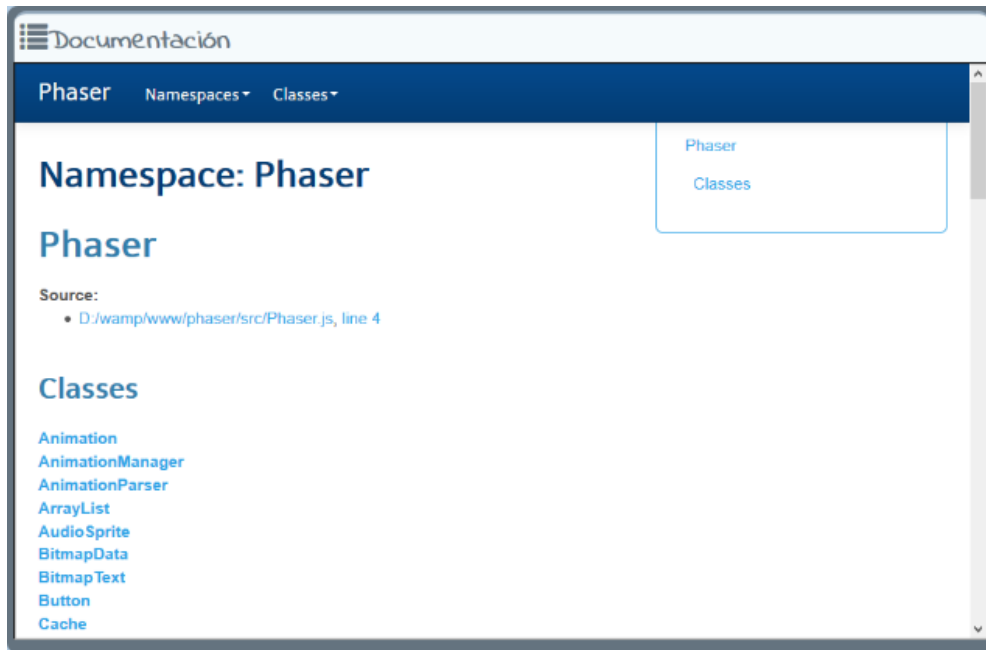 Documentación
Phaser Namespaces Classes
Phaser
Classes
Namespace: Phaser
Phaser
Source:
D:/wamp/www/phaser/src/Phaser.js, line 4
Classes
Animation
AnimationManager
AnimationParser
ArrayList
AudioSprite
BitmapData
BitmapText
Button
Cache